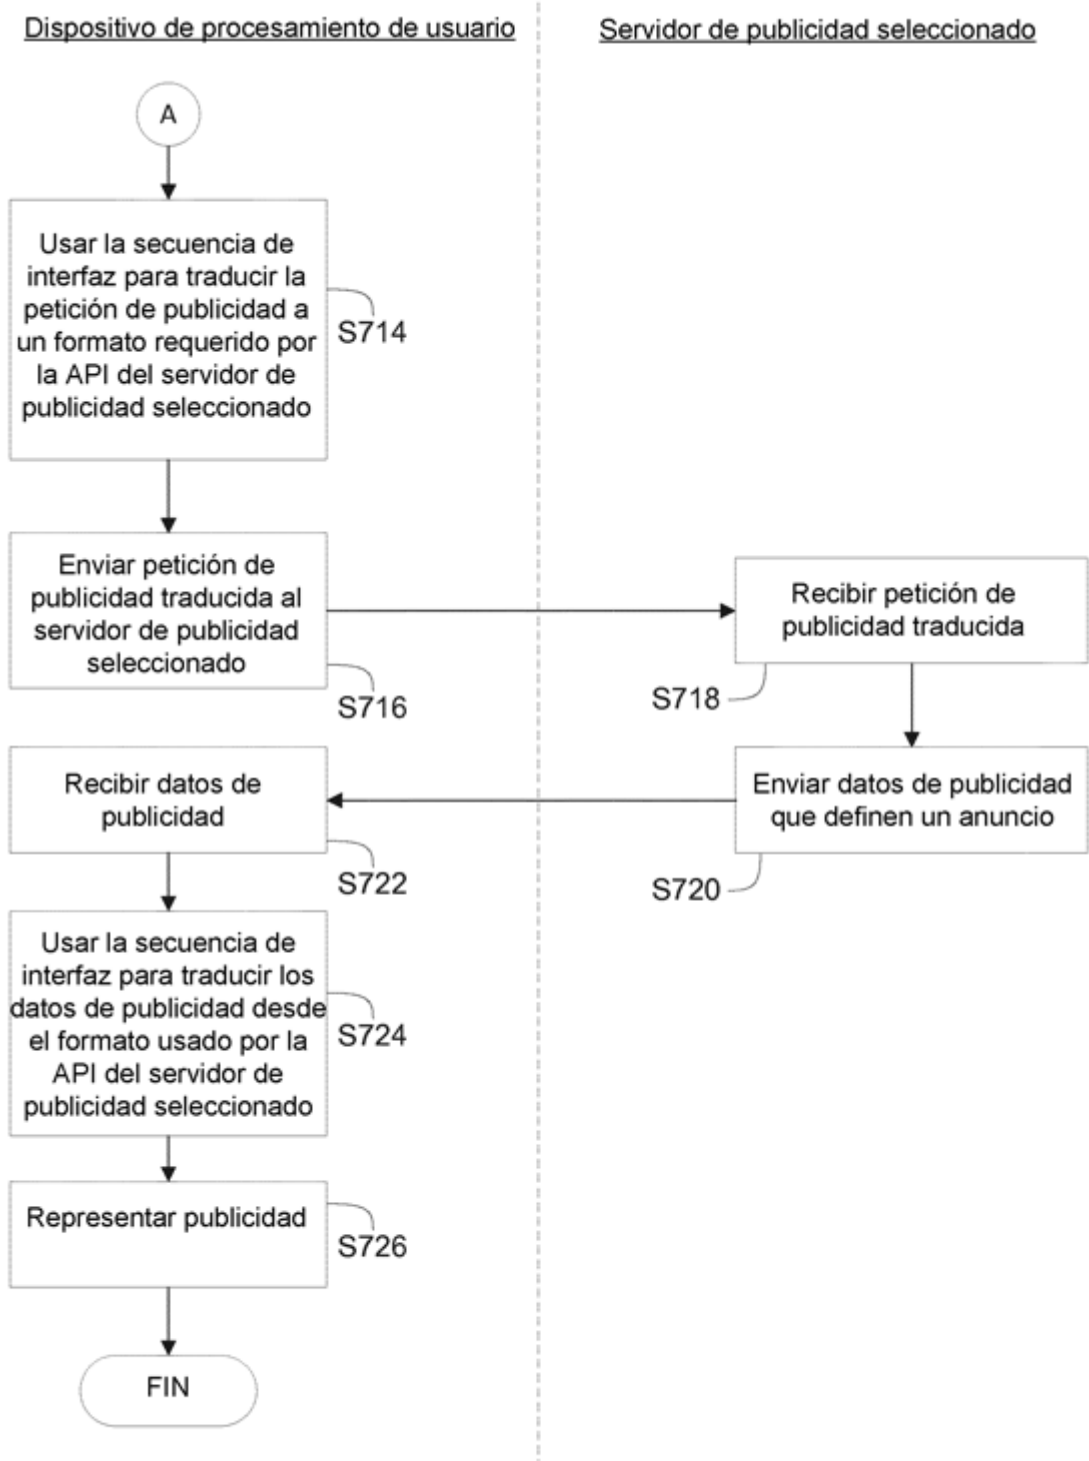 Dispositivo de procesamiento de usuario
Servidor de publicidad seleccionado
A
Usar la secuencia de
interfaz para traducir la
petición de publicidad a
un formato requerido por
la API del servidor de
publicidad seleccionado
S714
Enviar petición de
publicidad traducida al
servidor de publicidad
seleccionado
S716
Recibir petición de
publicidad traducida
S718
Enviar datos de publicidad
que definen un anuncio
S720
Recibir datos de
publicidad
S722
Usar la secuencia de
interfaz para traducir los
datos de publicidad desde
el formato usado por la
API del servidor de
publicidad seleccionado
S724
Representar publicidad
S726
FIN